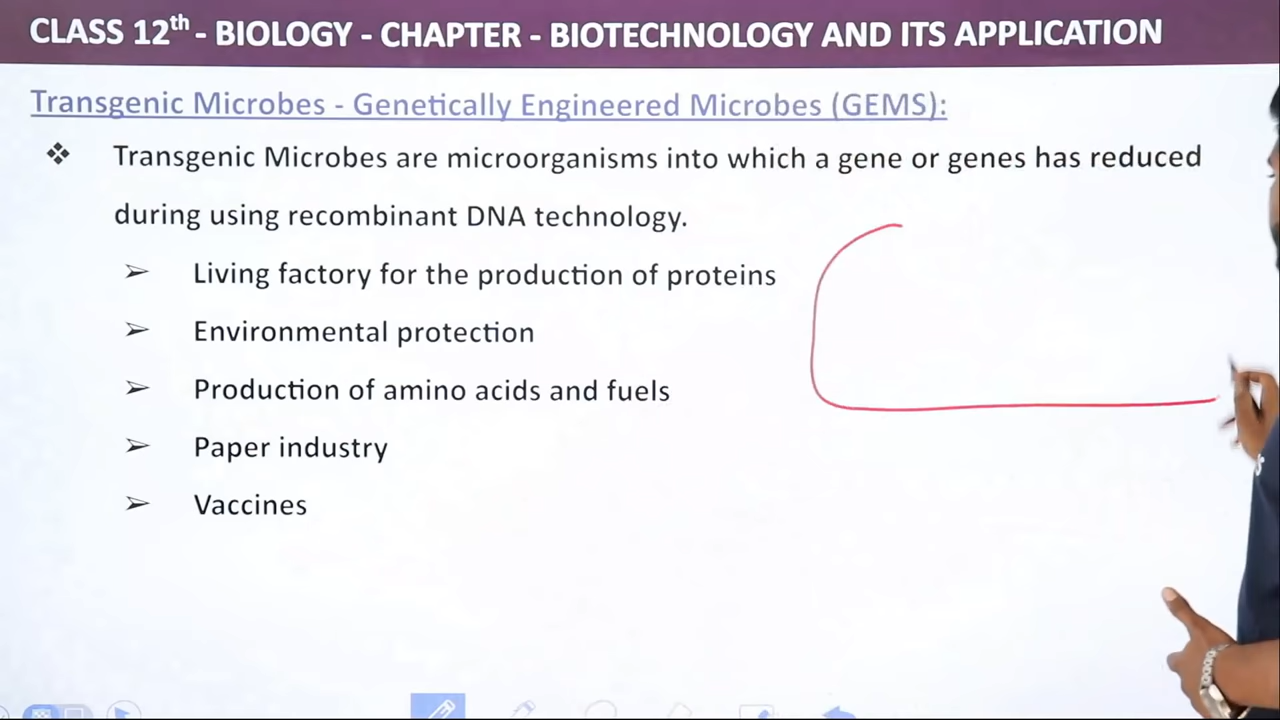 CLASS 12th - BIOLOGY - CHAPTER - BIOTECHNOLOGY AND ITS APPLICATION
Transgenic Microbes - Genetically Engineered Microbes (GEMS):
❖ Transgenic Microbes are microorganisms into which a gene or genes has reduced
during using recombinant DNA technology.
➢ Living factory for the production of proteins
➢ Environmental protection
➢ Production of amino acids and fuels
➢ Paper industry
➢ Vaccines